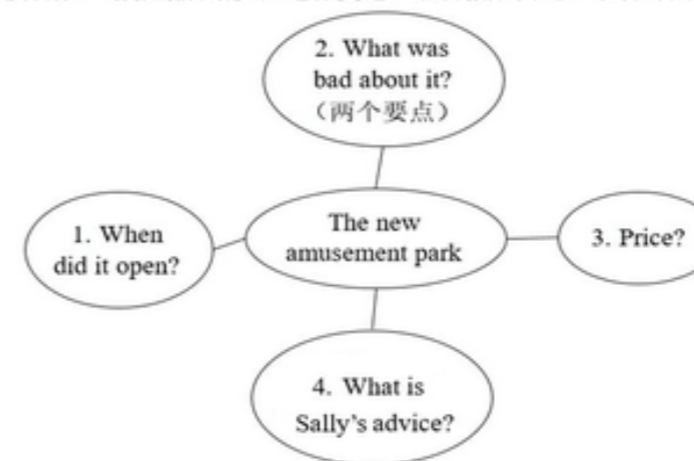 2. What was
bad about it?
（两个要点）
1. When
did it open?
The new
amusement park
3. Price?
4. What is
Sally's advice?